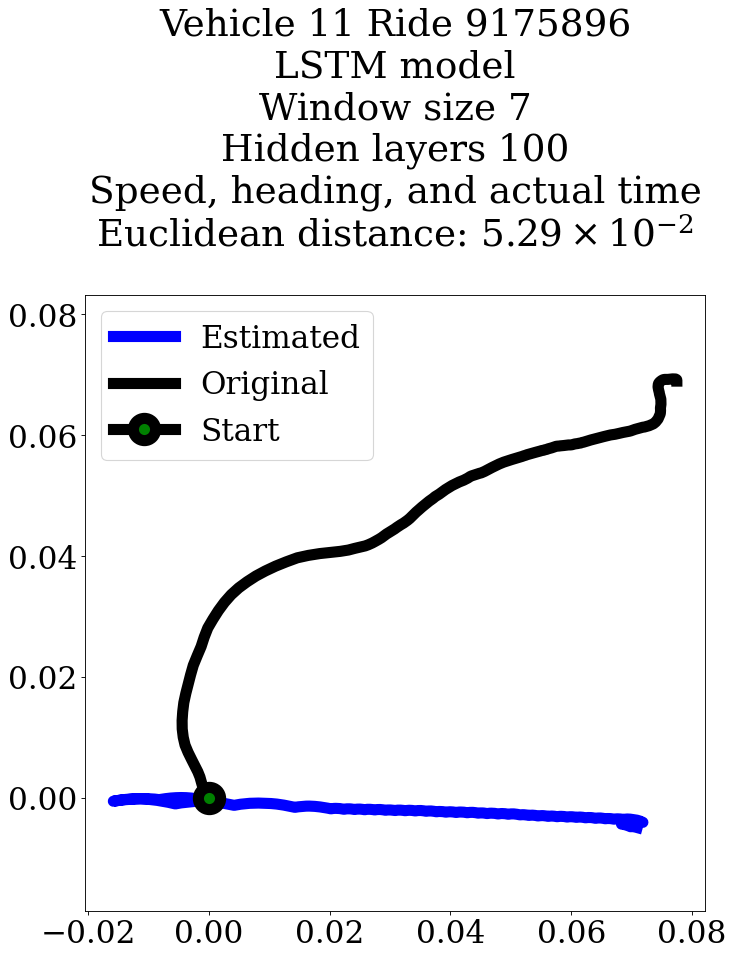 Vehicle 11 Ride 9175896
LSTM model
Window size 7
Hidden layers 100
Speed, heading, and actual time
Euclidean distance: 5.29 × 10⁻²
Estimated
Original
Start
0.08
0.06
0.04
0.02
0.00
−0.02 0.00 0.02 0.04 0.06 0.08